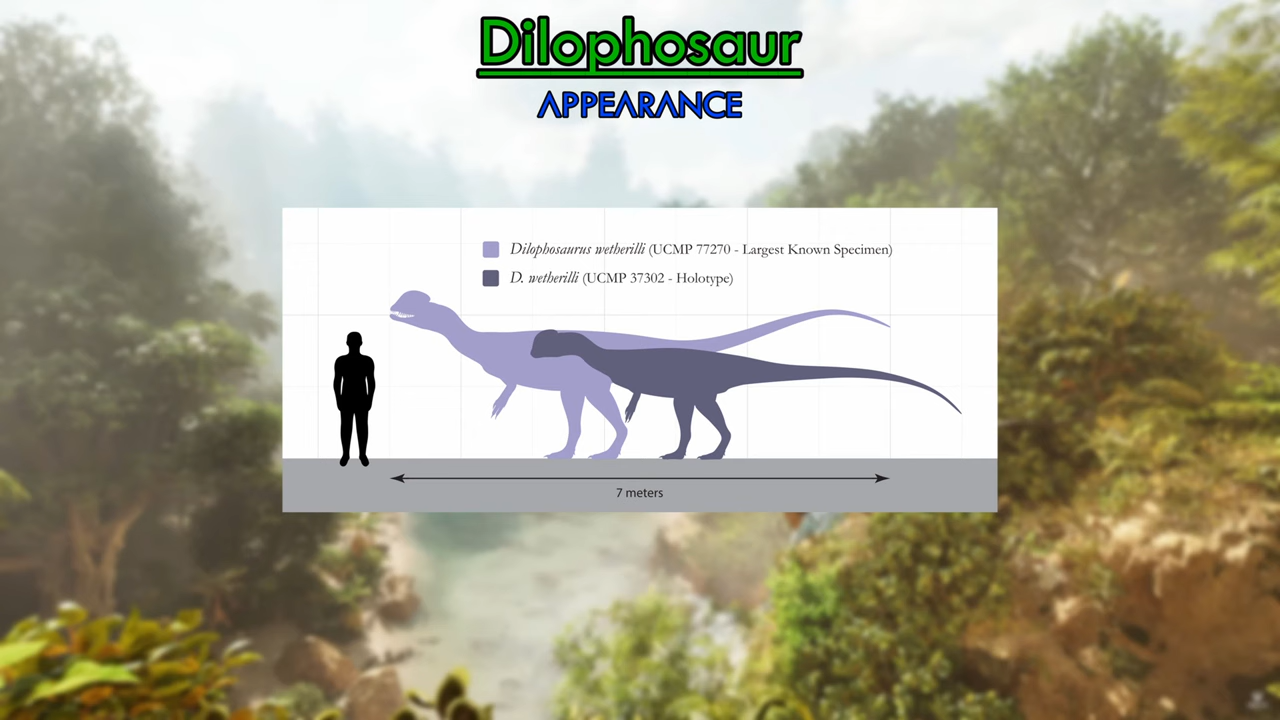 Dilophosaur
APPEARANCE
Dilophosaurus wetherilli (UCMP 77270 - Largest Known Specimen)
D. wetherilli (UCMP 37302 - Holotype)
7 meters